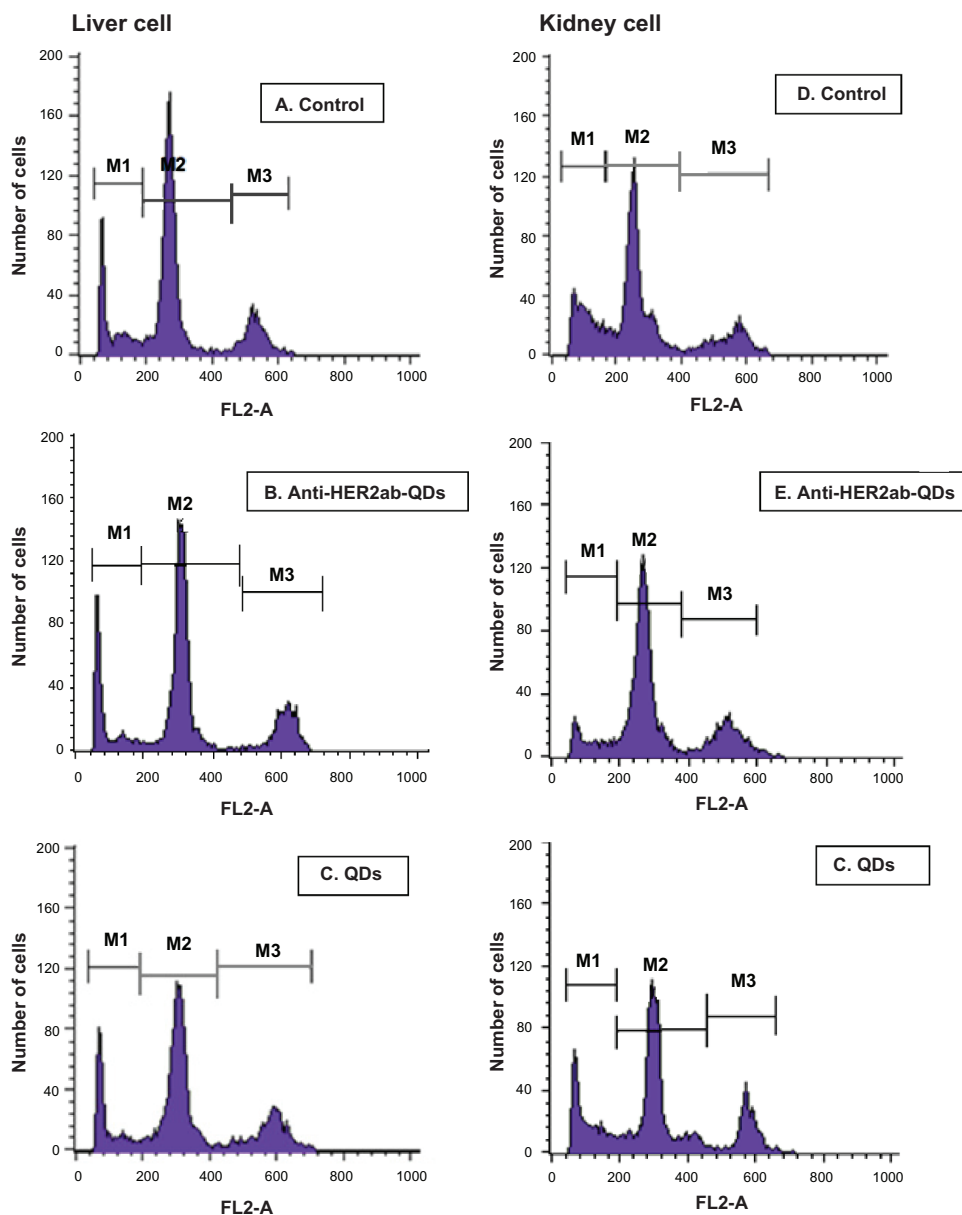 Liver cell
Kidney cell
200
160
120
80
40
0
Number of cells
M1
M2
M3
A. Control
0 200 400 600 800 1000
FL2-A
200
160
120
80
40
0
Number of cells
M1
M2
M3
D. Control
0 200 400 600 800 1000
FL2-A
200
160
120
80
40
0
Number of cells
M1
M2
M3
B. Anti-HER2ab-QDs
0 200 400 600 800 1000
FL2-A
200
160
120
80
40
0
Number of cells
M1
M2
M3
E. Anti-HER2ab-QDs
0 200 400 600 800 1000
FL2-A
200
160
120
80
40
0
Number of cells
M1
M2
M3
C. QDs
0 200 400 600 800 1000
FL2-A
200
160
120
80
40
0
Number of cells
M1
M2
M3
C. QDs
0 200 400 600 800 1000
FL2-A